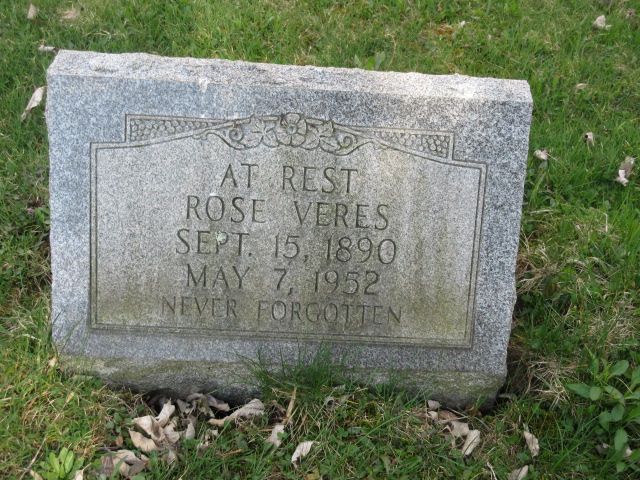 AT REST
ROSE VERES
SEPT. 15, 1890
MAY 7, 1952
NEVER FORGOTTEN